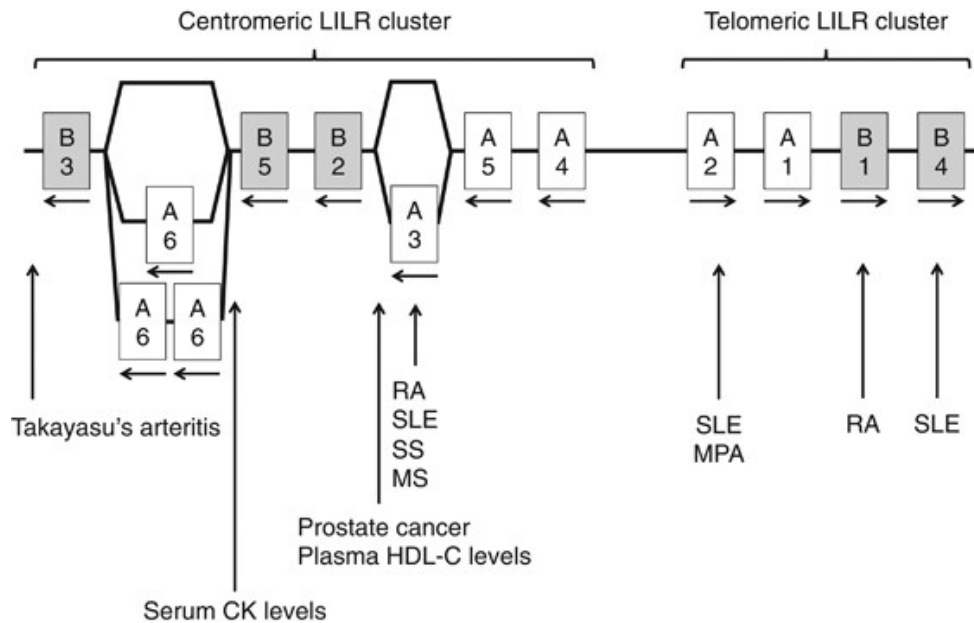 Centromeric LILR cluster
Telomeric LILR cluster
B
3
A
6
A
6
A
6
B
5
B
2
A
3
A
5
A
4
A
2
A
1
B
1
B
4
Takayasu's arteritis
RA
SLE
SS
MS
SLE
MPA
RA
SLE
Prostate cancer
Plasma HDL-C levels
Serum CK levels